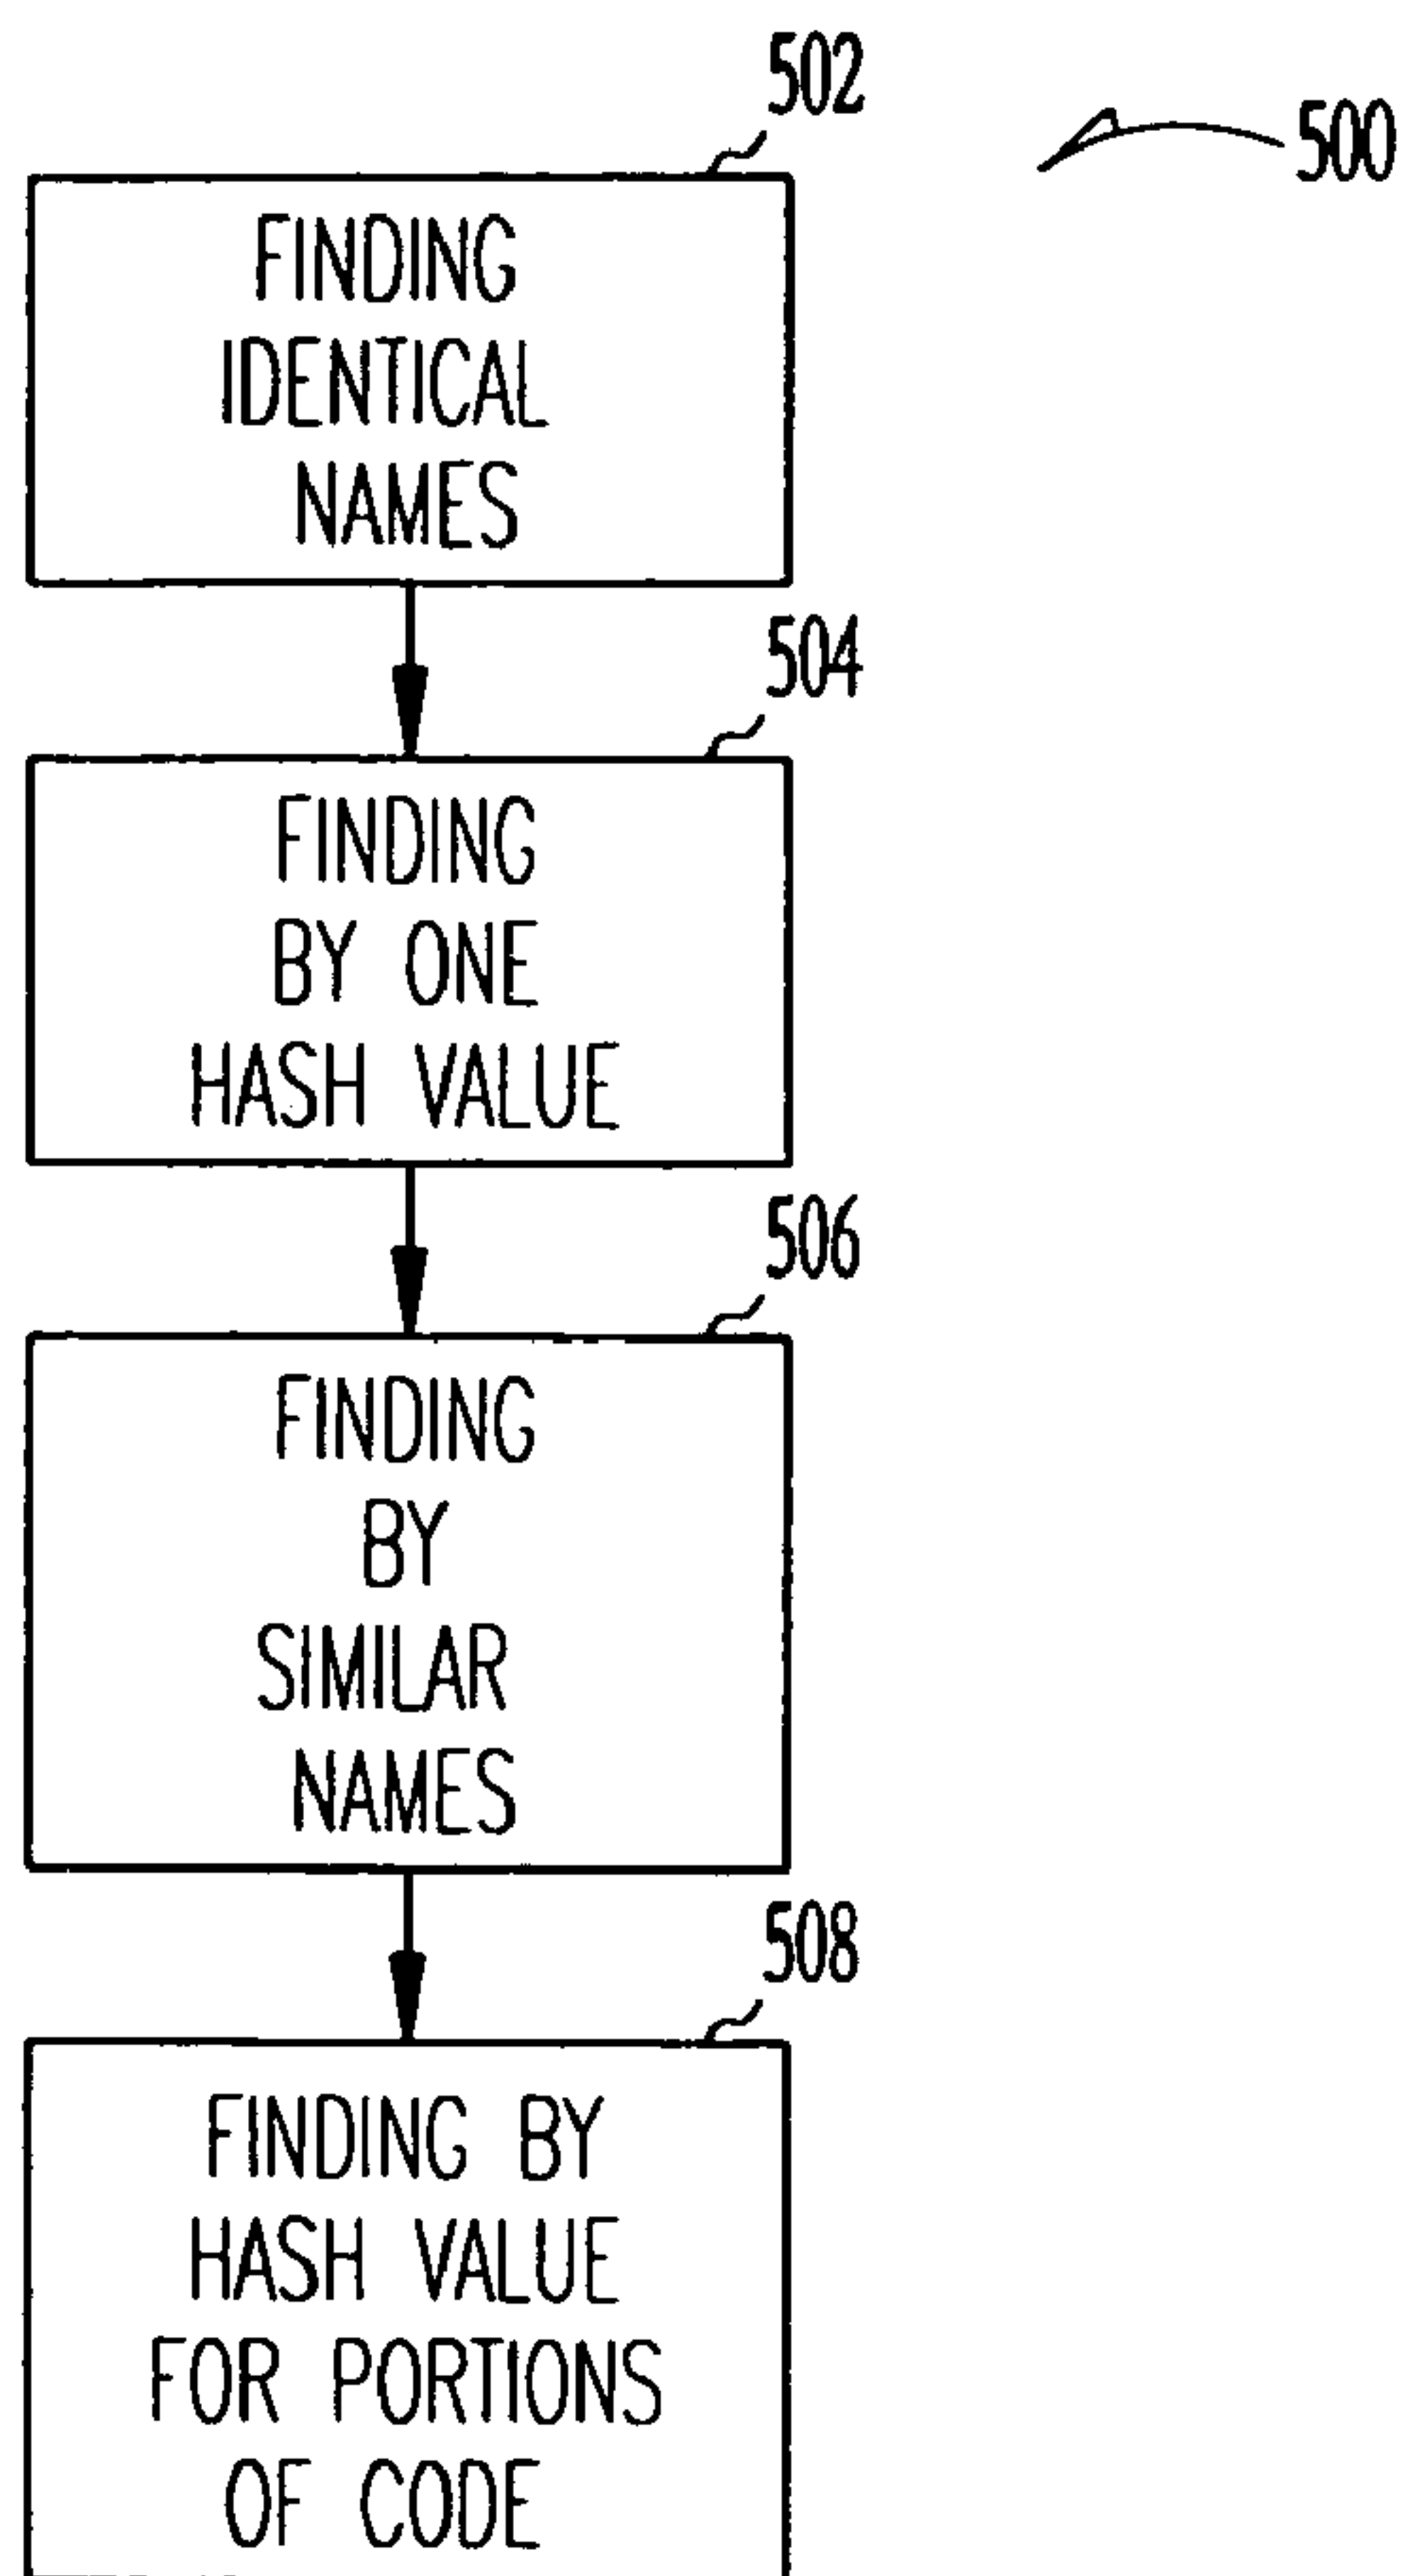 502
500
FINDING
IDENTICAL
NAMES
504
FINDING
BY ONE
HASH VALUE
506
FINDING
BY
SIMILAR
NAMES
508
FINDING BY
HASH VALUE
FOR PORTIONS
OF CODE